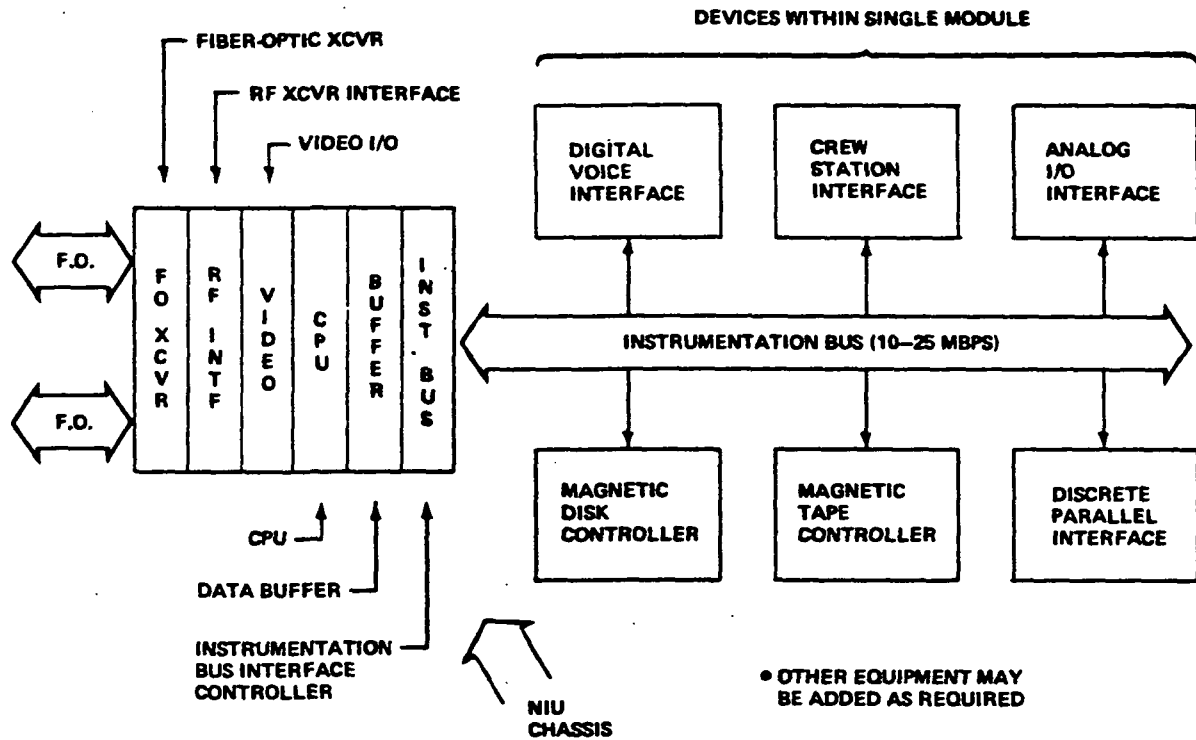 DEVICES WITHIN SINGLE MODULE
FIBER-OPTIC XCVR
RF XCVR INTERFACE
VIDEO I/O
DIGITAL
VOICE
INTERFACE
CREW
STATION
INTERFACE
ANALOG
I/O
INTERFACE
F.O.
F.O.
FO XCVR
RF INTF
VIDEO
CPU
BUFFER
INST BUS
INSTRUMENTATION BUS (10–25 MBPS)
MAGNETIC
DISK
CONTROLLER
MAGNETIC
TAPE
CONTROLLER
DISCRETE
PARALLEL
INTERFACE
CPU
DATA BUFFER
INSTRUMENTATION
BUS INTERFACE
CONTROLLER
NIU
CHASSIS
• OTHER EQUIPMENT MAY
BE ADDED AS REQUIRED